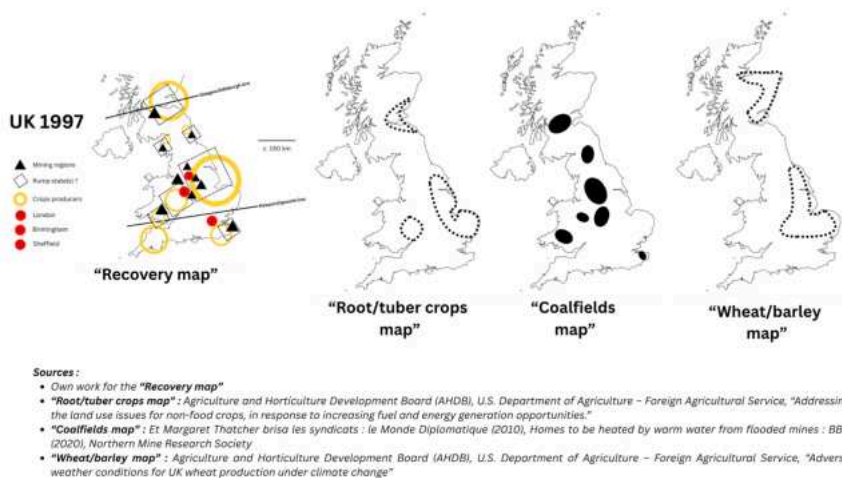 UK 1997
c. 100 km
Mining regions
Rump state(s) ?
Crops producers
London
Birmingham
Sheffield
“Recovery map”
“Root/tuber crops
map”
“Coalfields
map”
“Wheat/barley
map”
Sources :
• Own work for the “Recovery map”
• “Root/tuber crops map” : Agriculture and Horticulture Development Board (AHDB), U.S. Department of Agriculture – Foreign Agricultural Service, “Addressin
the land use issues for non-food crops, in response to increasing fuel and energy generation opportunities.”
• “Coalfields map” : Et Margaret Thatcher brisa les syndicats : le Monde Diplomatique (2010), Homes to be heated by warm water from flooded mines : BB
(2020), Northern Mine Research Society
• “Wheat/barley map” : Agriculture and Horticulture Development Board (AHDB), U.S. Department of Agriculture – Foreign Agricultural Service, “Advers
weather conditions for UK wheat production under climate change”